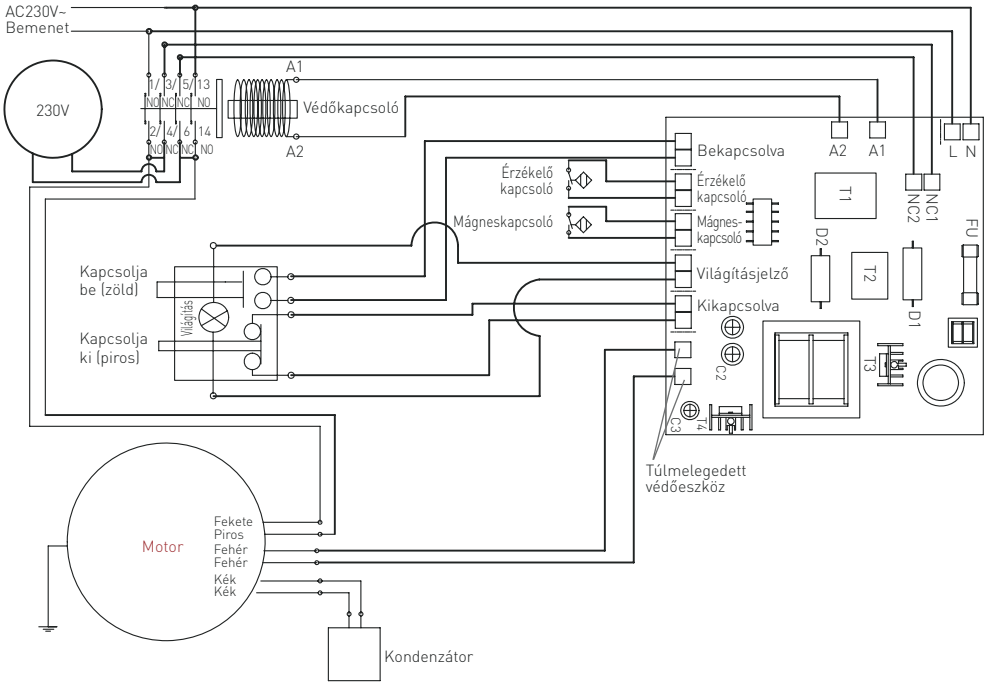 AC230V~
Bemenet
230V
1/ 3/ 5/ 13
NO NC NC NO
2/ 4/ 6 14
NO NC NC NO
A1
Védőkapcsoló
A2
A2 A1
L N
NC2 NC1
Bekapcsolva
Érzékelő
kapcsoló
Érzékelő
kapcsoló
Mágneskapcsoló
Mágnes-
kapcsoló
Világításjelző
Kikapcsolva
T1
D2
T2
D1
FU
C2
T3
C3
T4
Kapcsolja
be (zöld)
Világítás
Kapcsolja
ki (piros)
Túlmelegedett
védőeszköz
Motor
Fekete
Piros
Fehér
Fehér
Kék
Kék
Kondenzátor